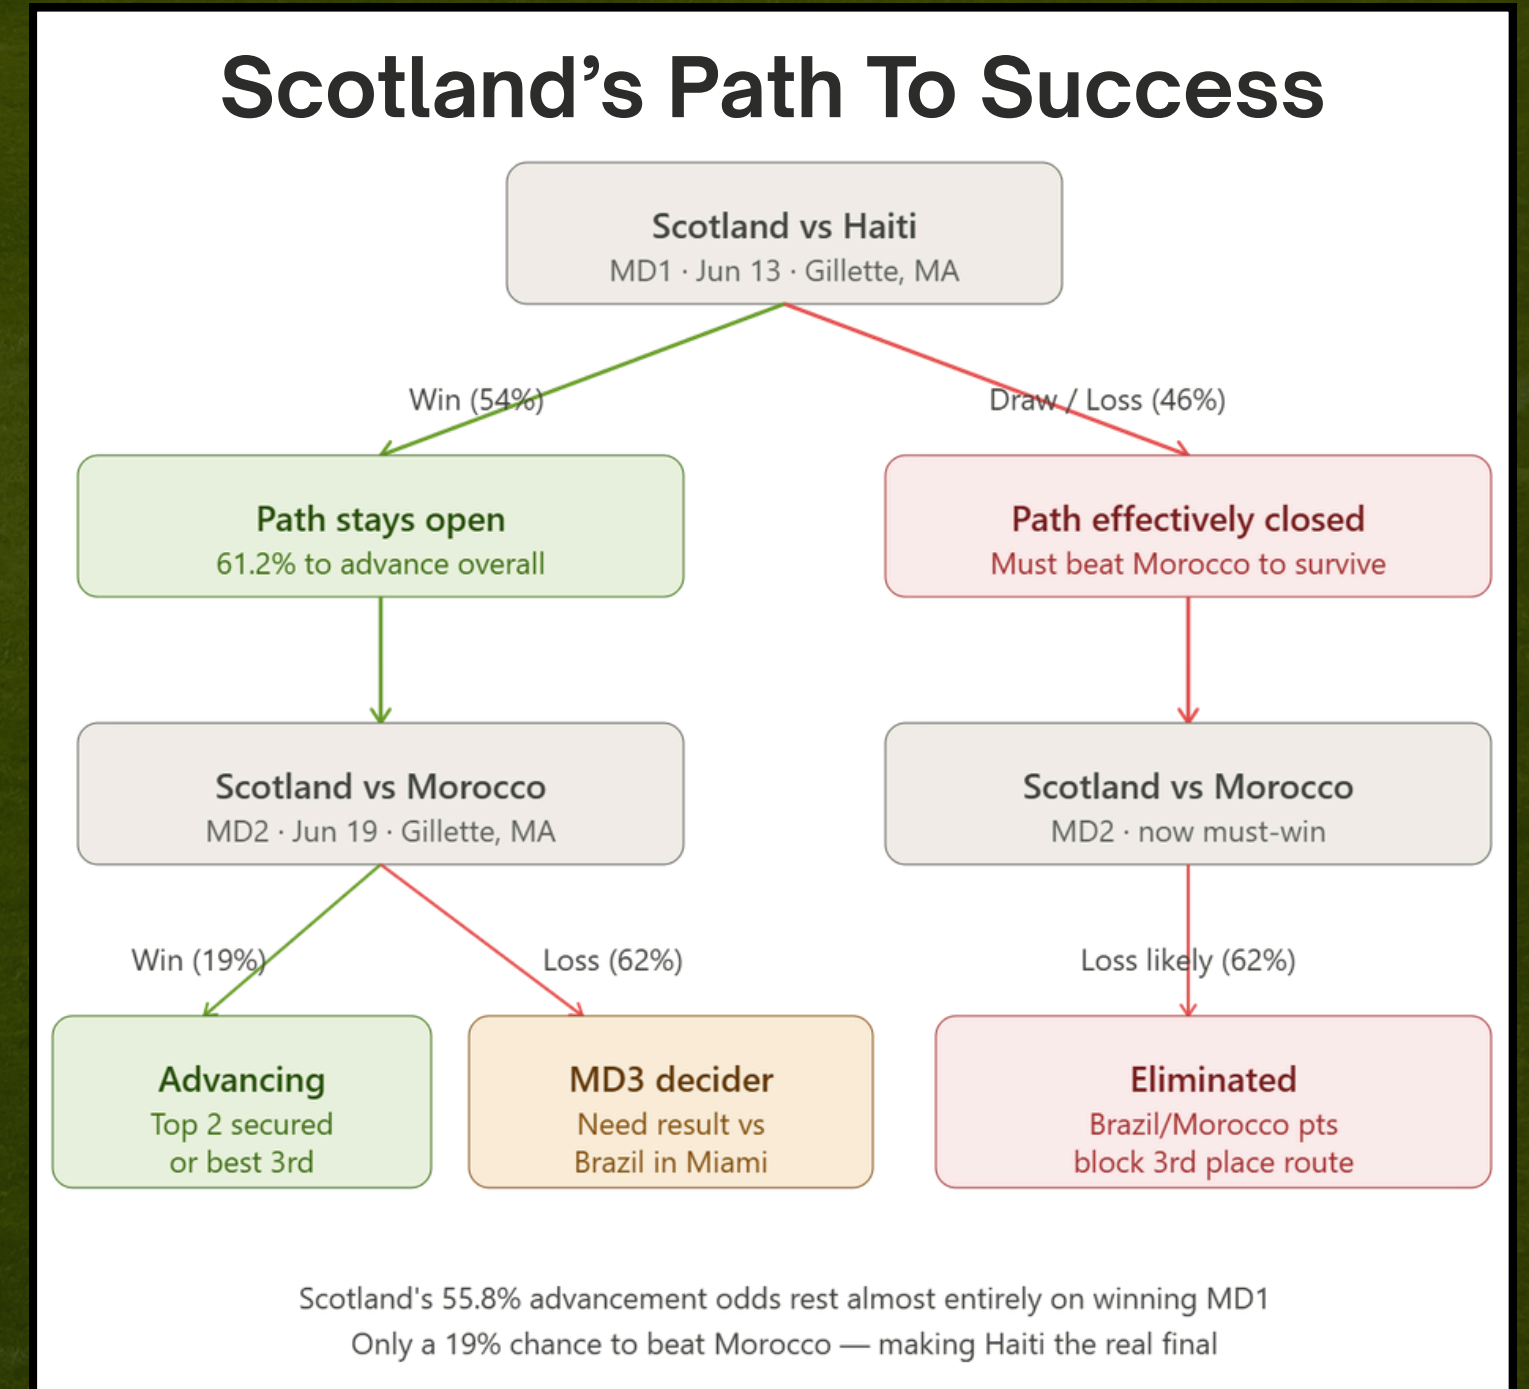 Scotland’s Path To Success
Scotland vs Haiti
MD1 · Jun 13 · Gillette, MA
Win (54%)
Draw / Loss (46%)
Path stays open
61.2% to advance overall
Path effectively closed
Must beat Morocco to survive
Scotland vs Morocco
MD2 · Jun 19 · Gillette, MA
Scotland vs Morocco
MD2 · now must-win
Win (19%)
Loss (62%)
Loss likely (62%)
Advancing
Top 2 secured
or best 3rd
MD3 decider
Need result vs
Brazil in Miami
Eliminated
Brazil/Morocco pts
block 3rd place route
Scotland's 55.8% advancement odds rest almost entirely on winning MD1
Only a 19% chance to beat Morocco — making Haiti the real final